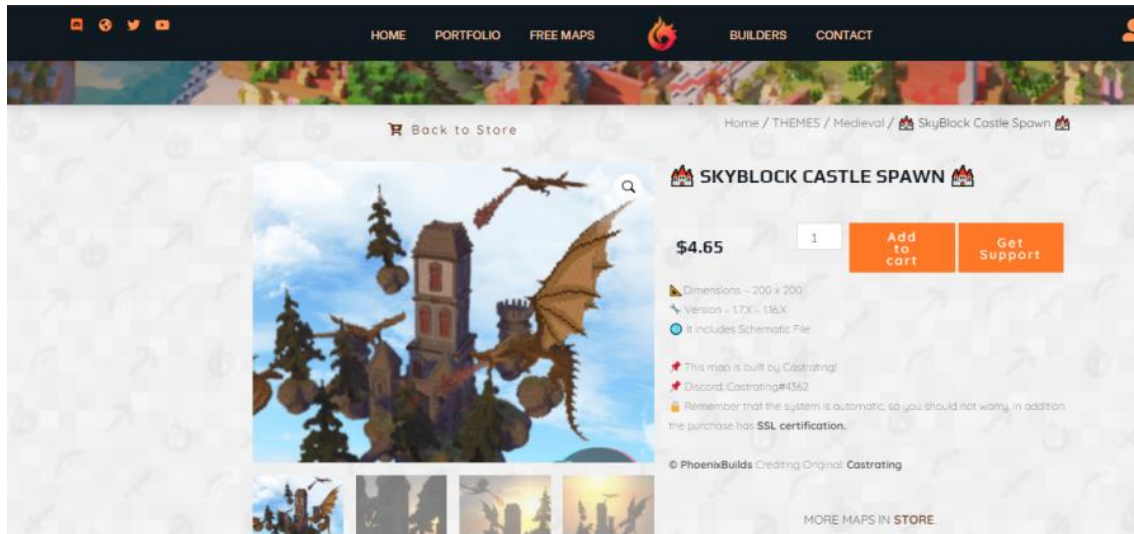 HOME PORTFOLIO FREE MAPS BUILDERS CONTACT
Back to Store
Home / THEMES / Medieval / 🏰 SkyBlock Castle Spawn 🏰
🏰 SKYBLOCK CASTLE SPAWN 🏰
$4.65
1
Add
to
cart
Get
Support
📐 Dimensions – 200 x 200
🔧 Version – 1.7.X - 1.16.X
🌐 It includes Schematic File
📌 This map is built by Castrating!
📌 Discord: Castrating#4362
🔒 Remember that the system is automatic, so you should not worry, in addition
the purchase has SSL certification.
© PhoenixBuilds Crediting Original: Castrating
MORE MAPS IN STORE.